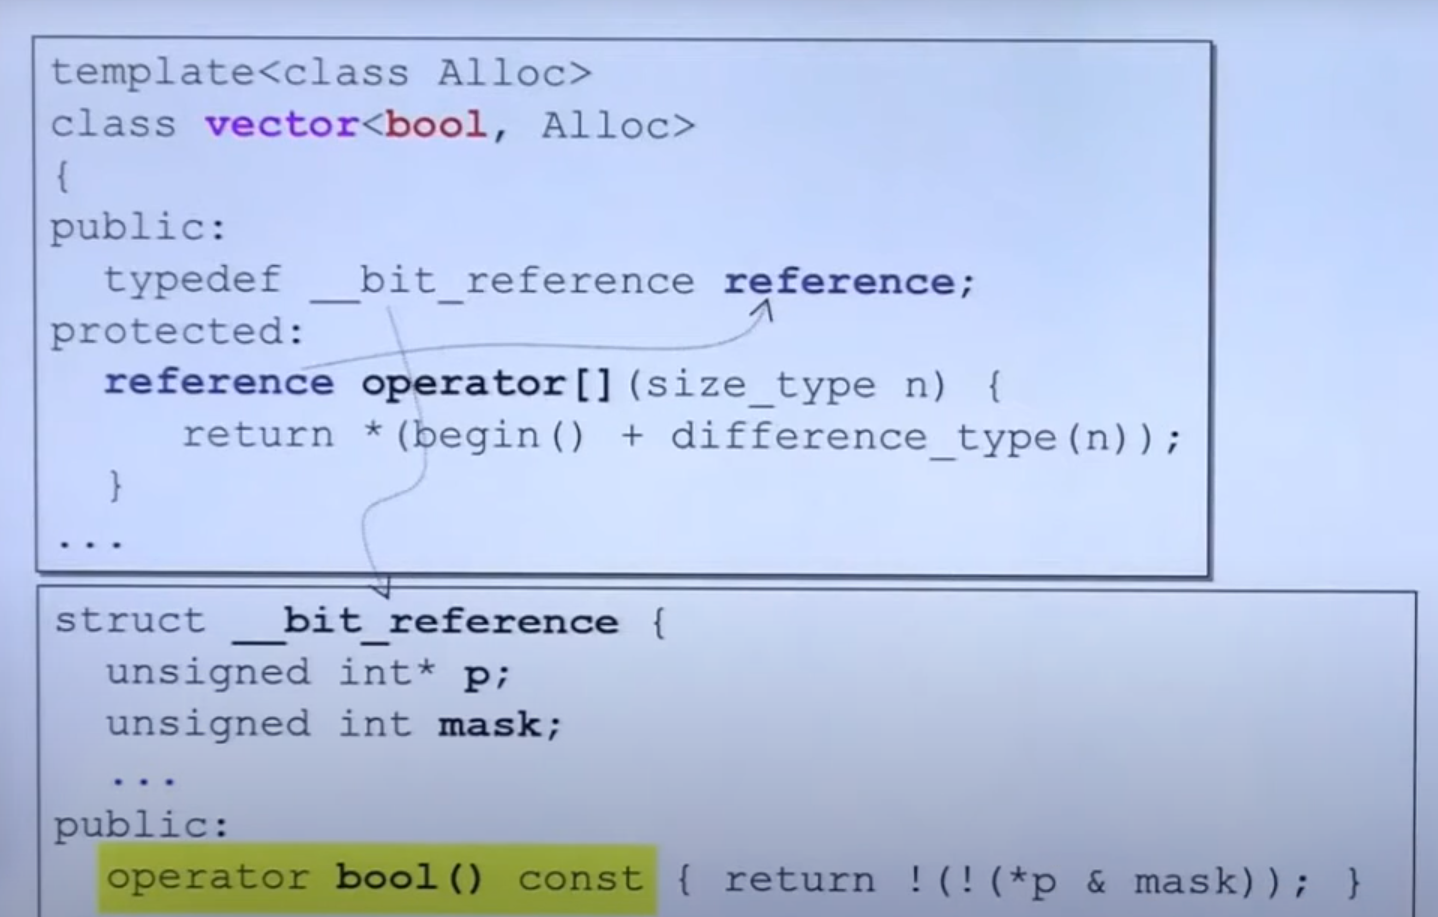 template<class Alloc>
class vector<bool, Alloc>
{
public:
typedef __bit_reference reference;
protected:
reference operator[](size_type n) {
return *(begin() + difference_type(n));
}
...
struct __bit_reference {
unsigned int* p;
unsigned int mask;
...
public:
operator bool() const { return !(!(*p & mask)); }